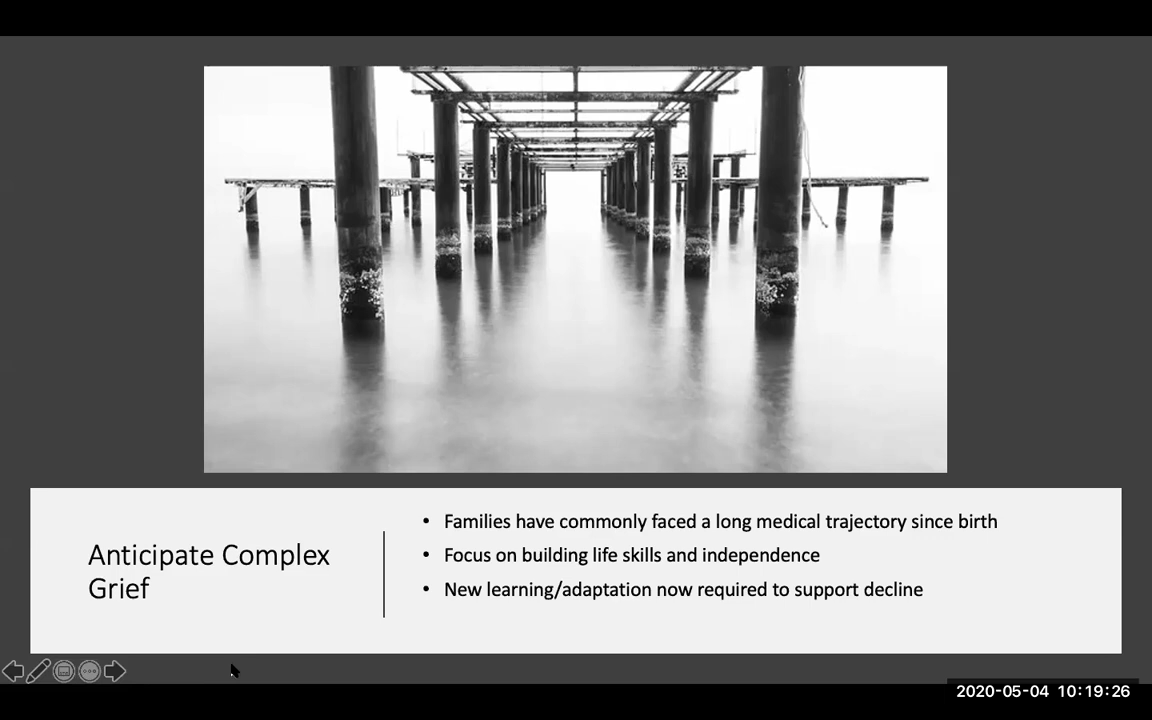 Anticipate Complex
Grief
• Families have commonly faced a long medical trajectory since birth
• Focus on building life skills and independence
• New learning/adaptation now required to support decline
2020-05-04 10:19:26